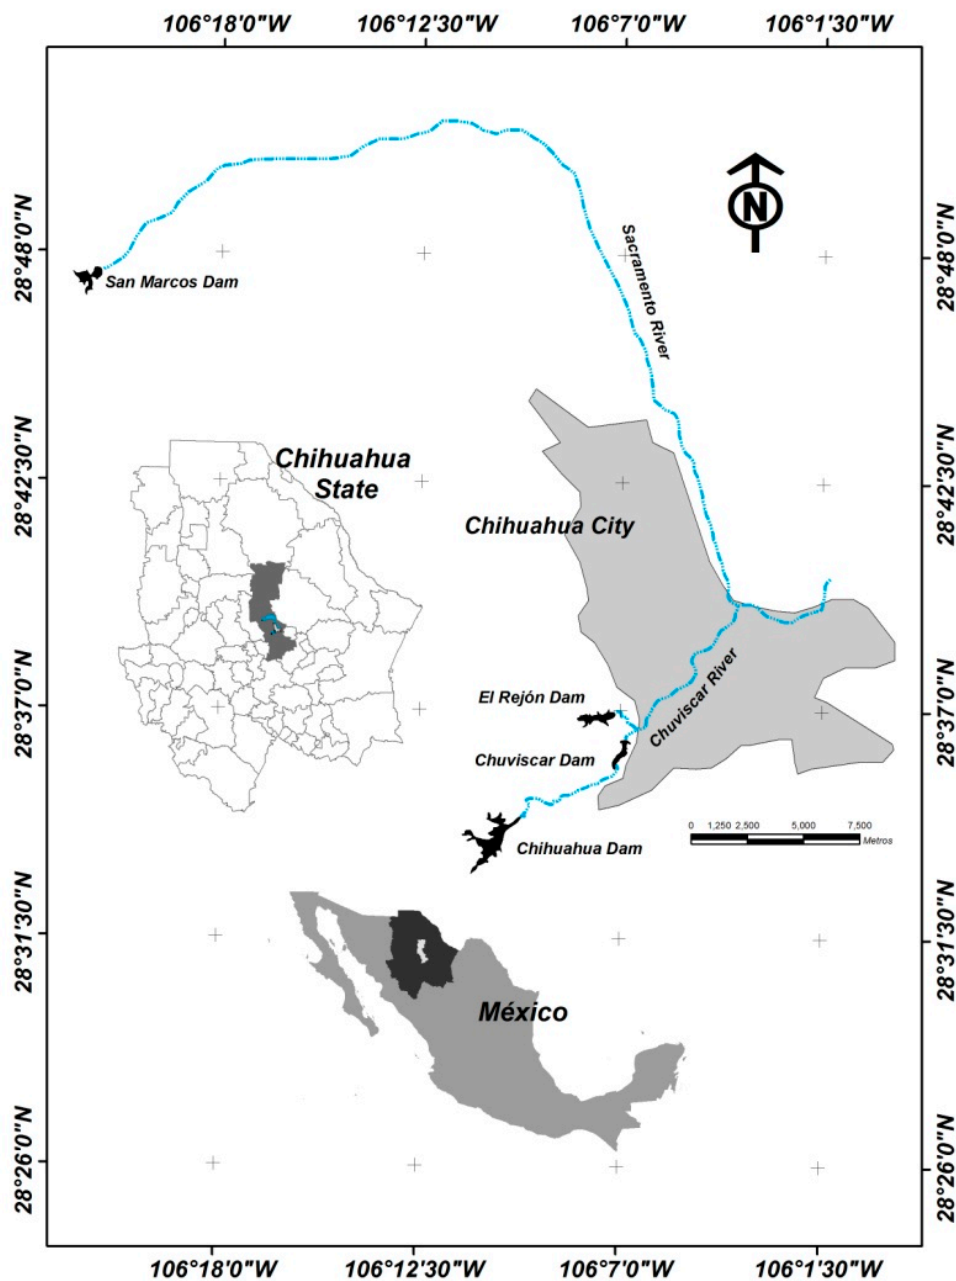 106°18'0"W 106°12'30"W 106°7'0"W 106°1'30"W
N
28°48'0"N
28°48'0"N
Sacramento River
San Marcos Dam
28°42'30"N
28°42'30"N
Chihuahua
State
Chihuahua City
28°37'0"N
28°37'0"N
El Rejón Dam
Chuviscar River
Chuviscar Dam
0 1,250 2,500 5,000 7,500
Metros
Chihuahua Dam
28°31'30"N
28°31'30"N
México
28°26'0"N
28°26'0"N
106°18'0"W 106°12'30"W 106°7'0"W 106°1'30"W